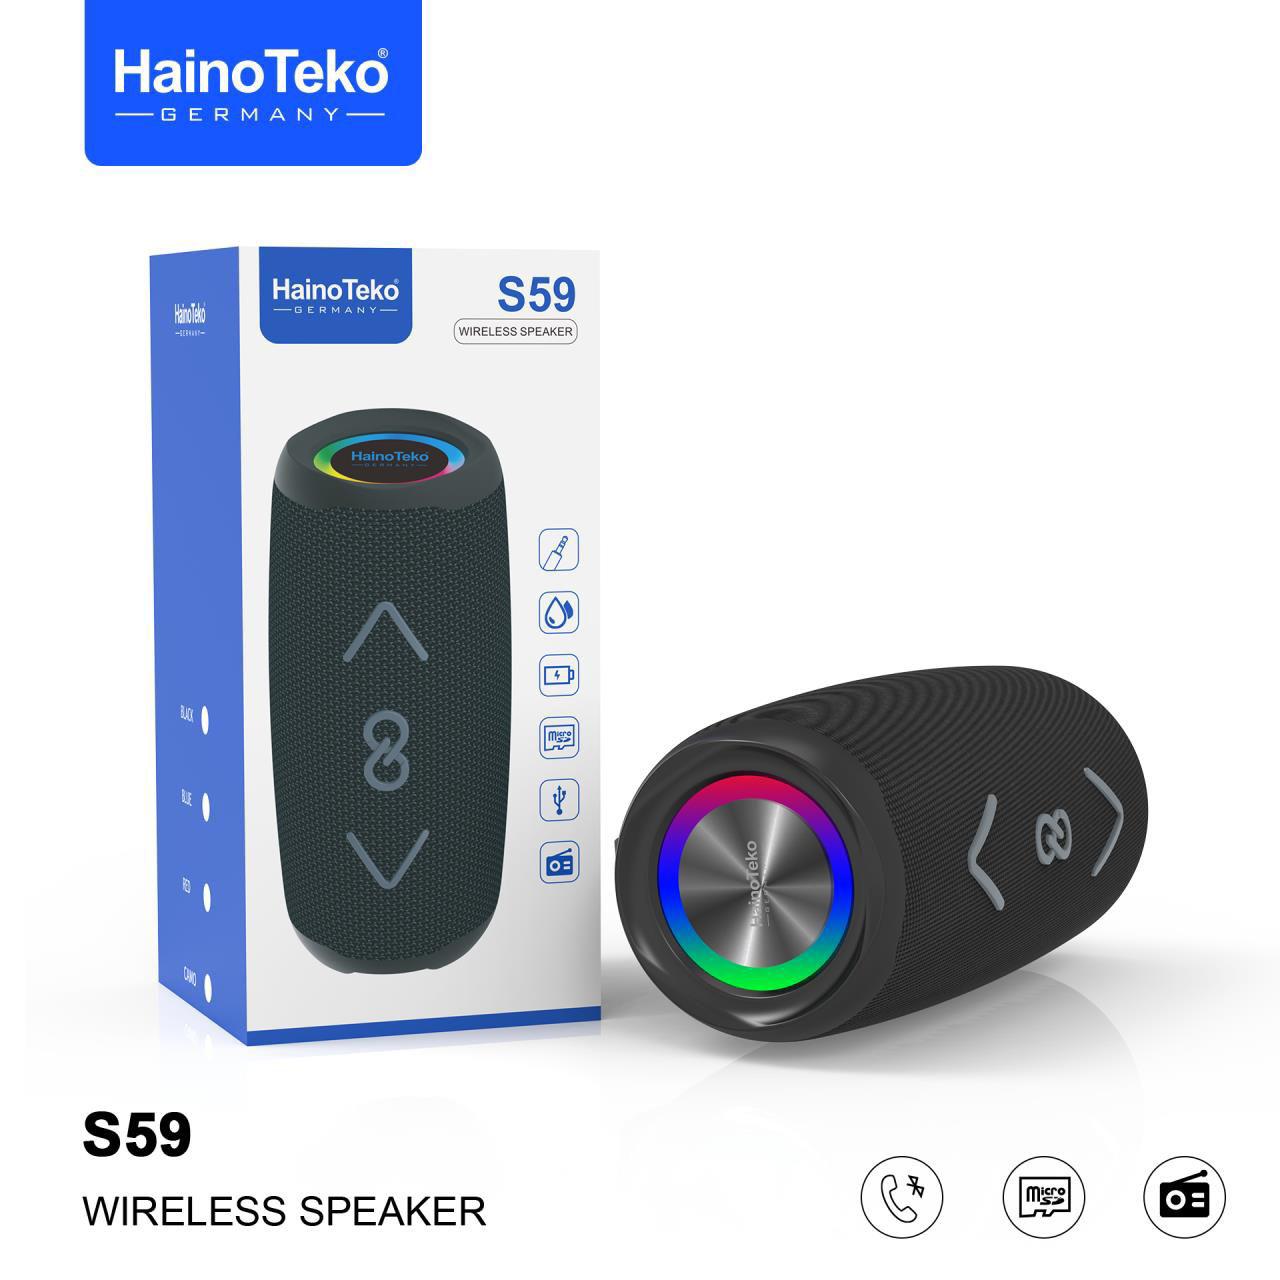 HainoTeko®
GERMANY
HainoTeko®
GERMANY
S59
WIRELESS SPEAKER
HainoTeko
GERMANY
HainoTeko
GERMANY
Micro
SD
BLACK
BLUE
RED
CAMO
HainoTeko
GERMANY
S59
WIRELESS SPEAKER
Micro
SD